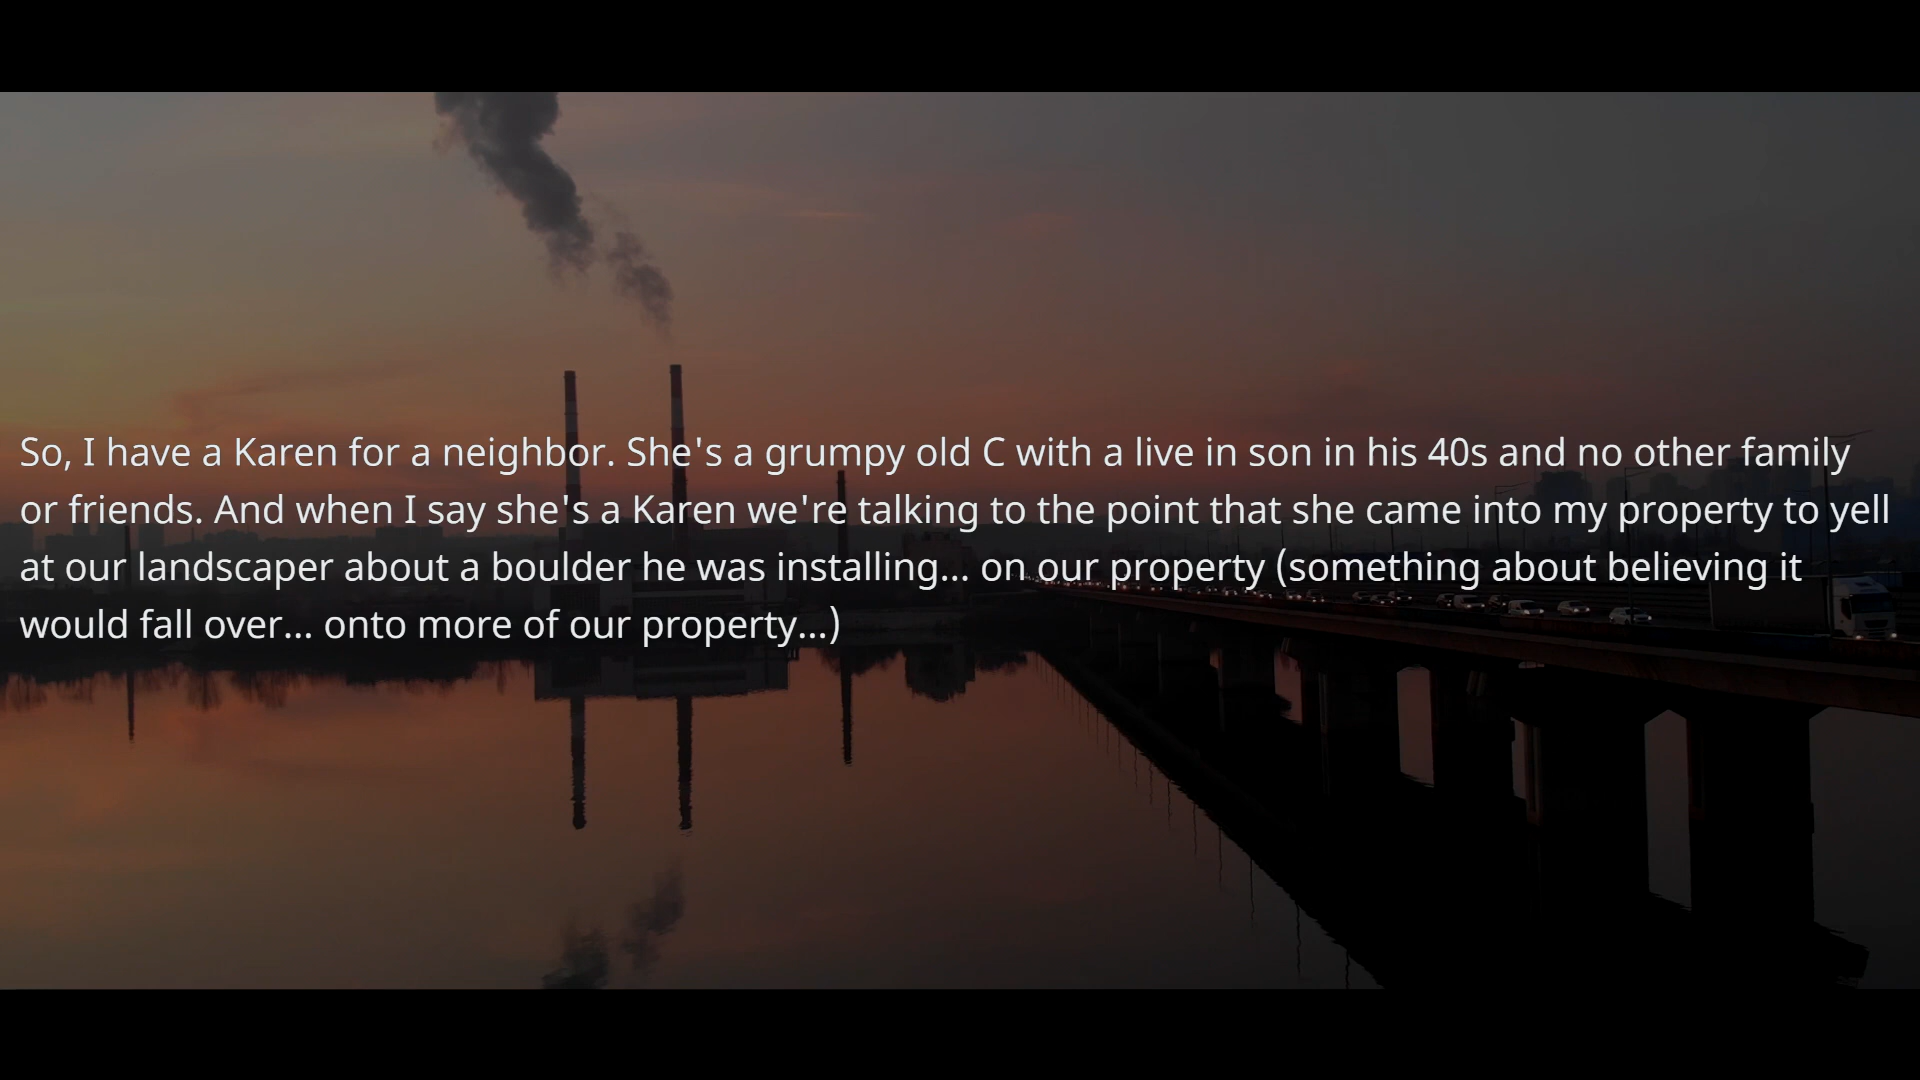 So, I have a Karen for a neighbor. She's a grumpy old C with a live in son in his 40s and no other family
or friends. And when I say she's a Karen we're talking to the point that she came into my property to yell
at our landscaper about a boulder he was installing... on our property (something about believing it
would fall over... onto more of our property...)